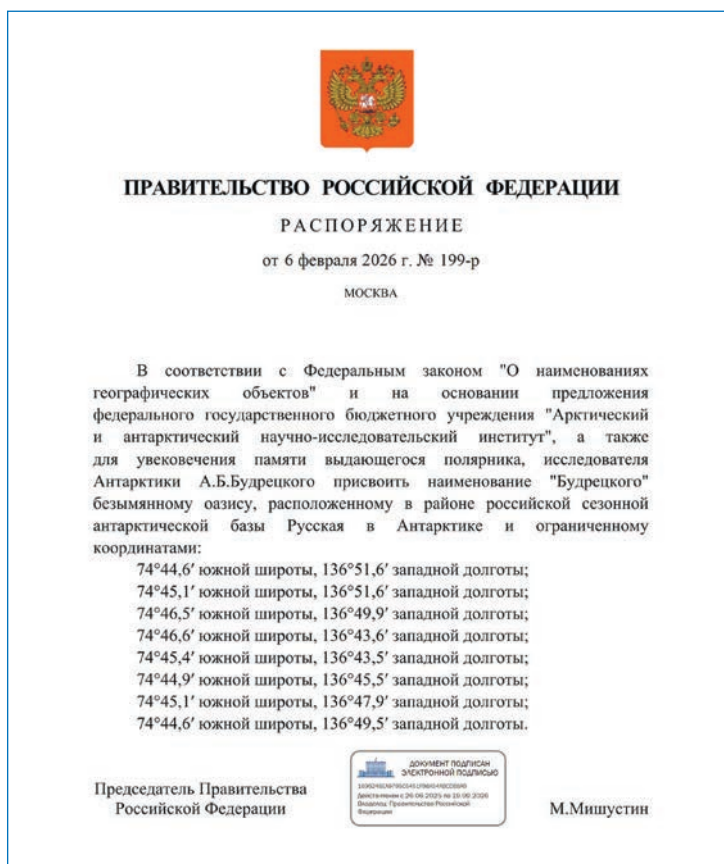 ПРАВИТЕЛЬСТВО РОССИЙСКОЙ ФЕДЕРАЦИИ
РАСПОРЯЖЕНИЕ
от 6 февраля 2026 г. № 199-р
МОСКВА
В соответствии с Федеральным законом "О наименованиях
географических объектов" и на основании предложения
федерального государственного бюджетного учреждения "Арктический
и антарктический научно-исследовательский институт", а также
для увековечения памяти выдающегося полярника, исследователя
Антарктики А.Б.Будрецкого присвоить наименование "Будрецкого"
безымянному оазису, расположенному в районе российской сезонной
антарктической базы Русская в Антарктике и ограниченному
координатами:
74°44,6′ южной широты, 136°51,6′ западной долготы;
74°45,1′ южной широты, 136°51,6′ западной долготы;
74°46,5′ южной широты, 136°49,9′ западной долготы;
74°46,6′ южной широты, 136°43,6′ западной долготы;
74°45,4′ южной широты, 136°43,5′ западной долготы;
74°44,9′ южной широты, 136°45,5′ западной долготы;
74°45,1′ южной широты, 136°47,9′ западной долготы;
74°44,6′ южной широты, 136°49,5′ западной долготы.
Председатель Правительства
Российской Федерации
ДОКУМЕНТ ПОДПИСАН
ЭЛЕКТРОННОЙ ПОДПИСЬЮ
Владелец: Правительство Российской
Федерации
М.Мишустин